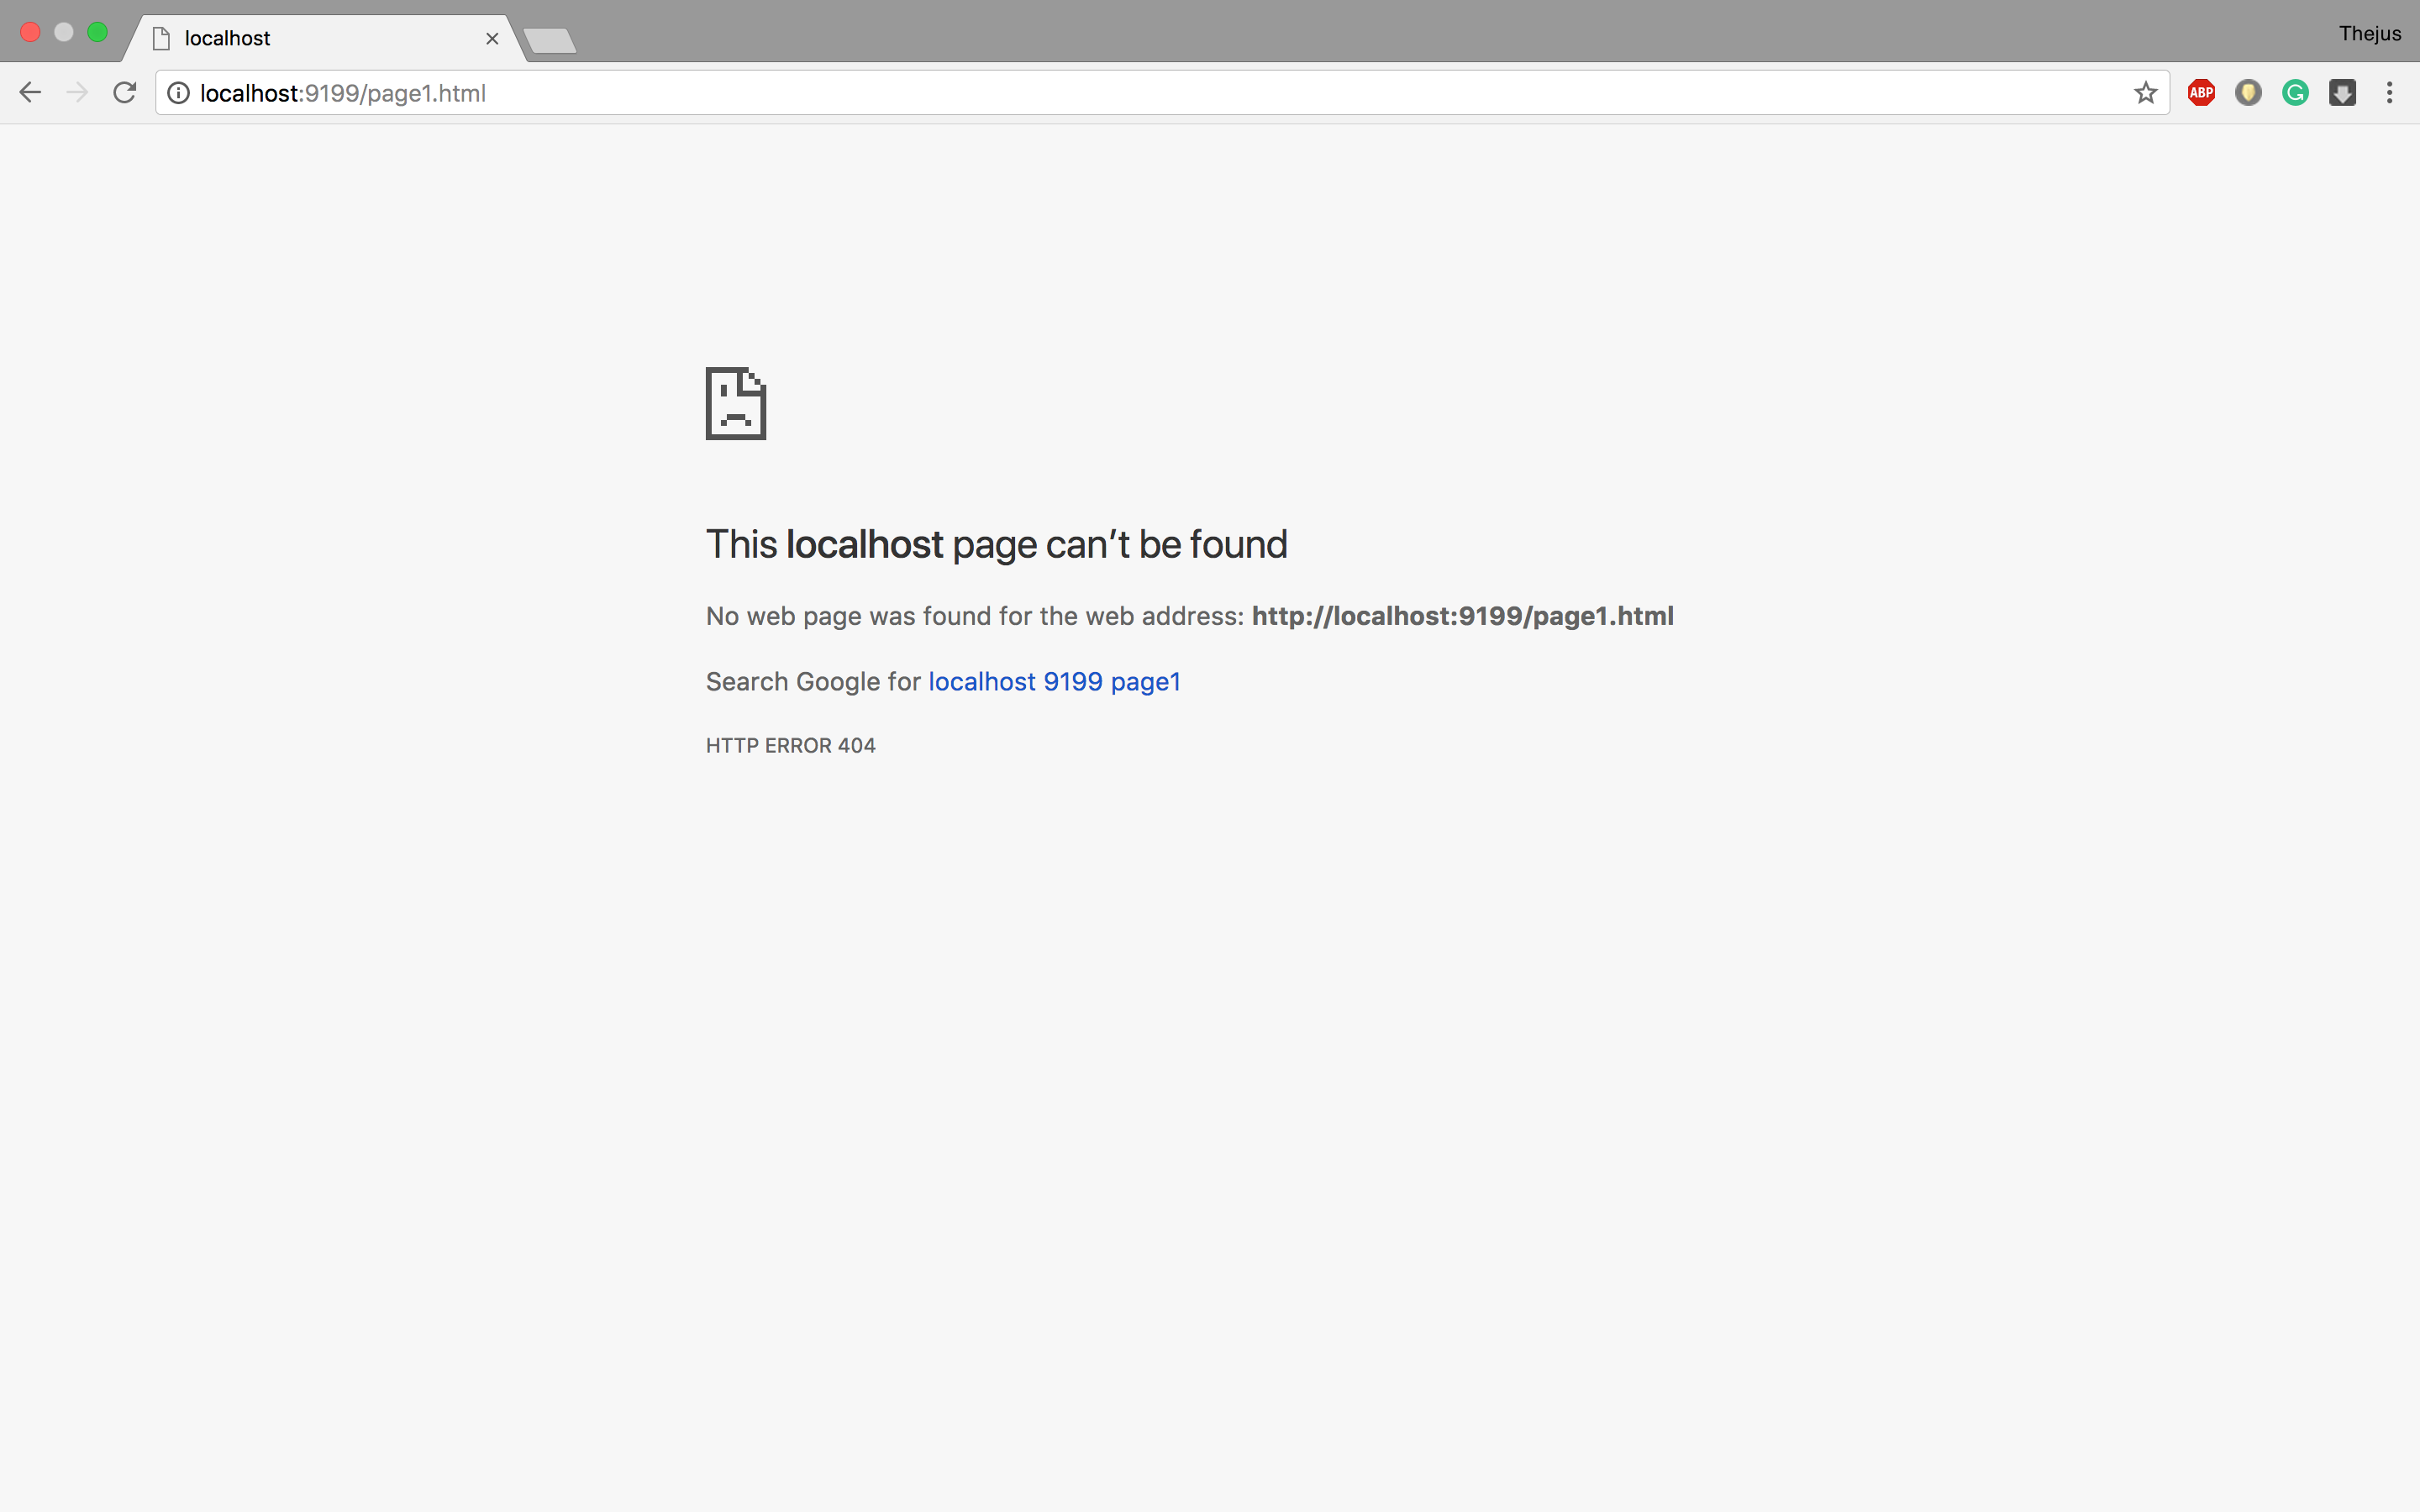 localhost
Thejus
localhost:9199/page1.html
ABP
This localhost page can’t be found
No web page was found for the web address: http://localhost:9199/page1.html
Search Google for localhost 9199 page1
HTTP ERROR 404